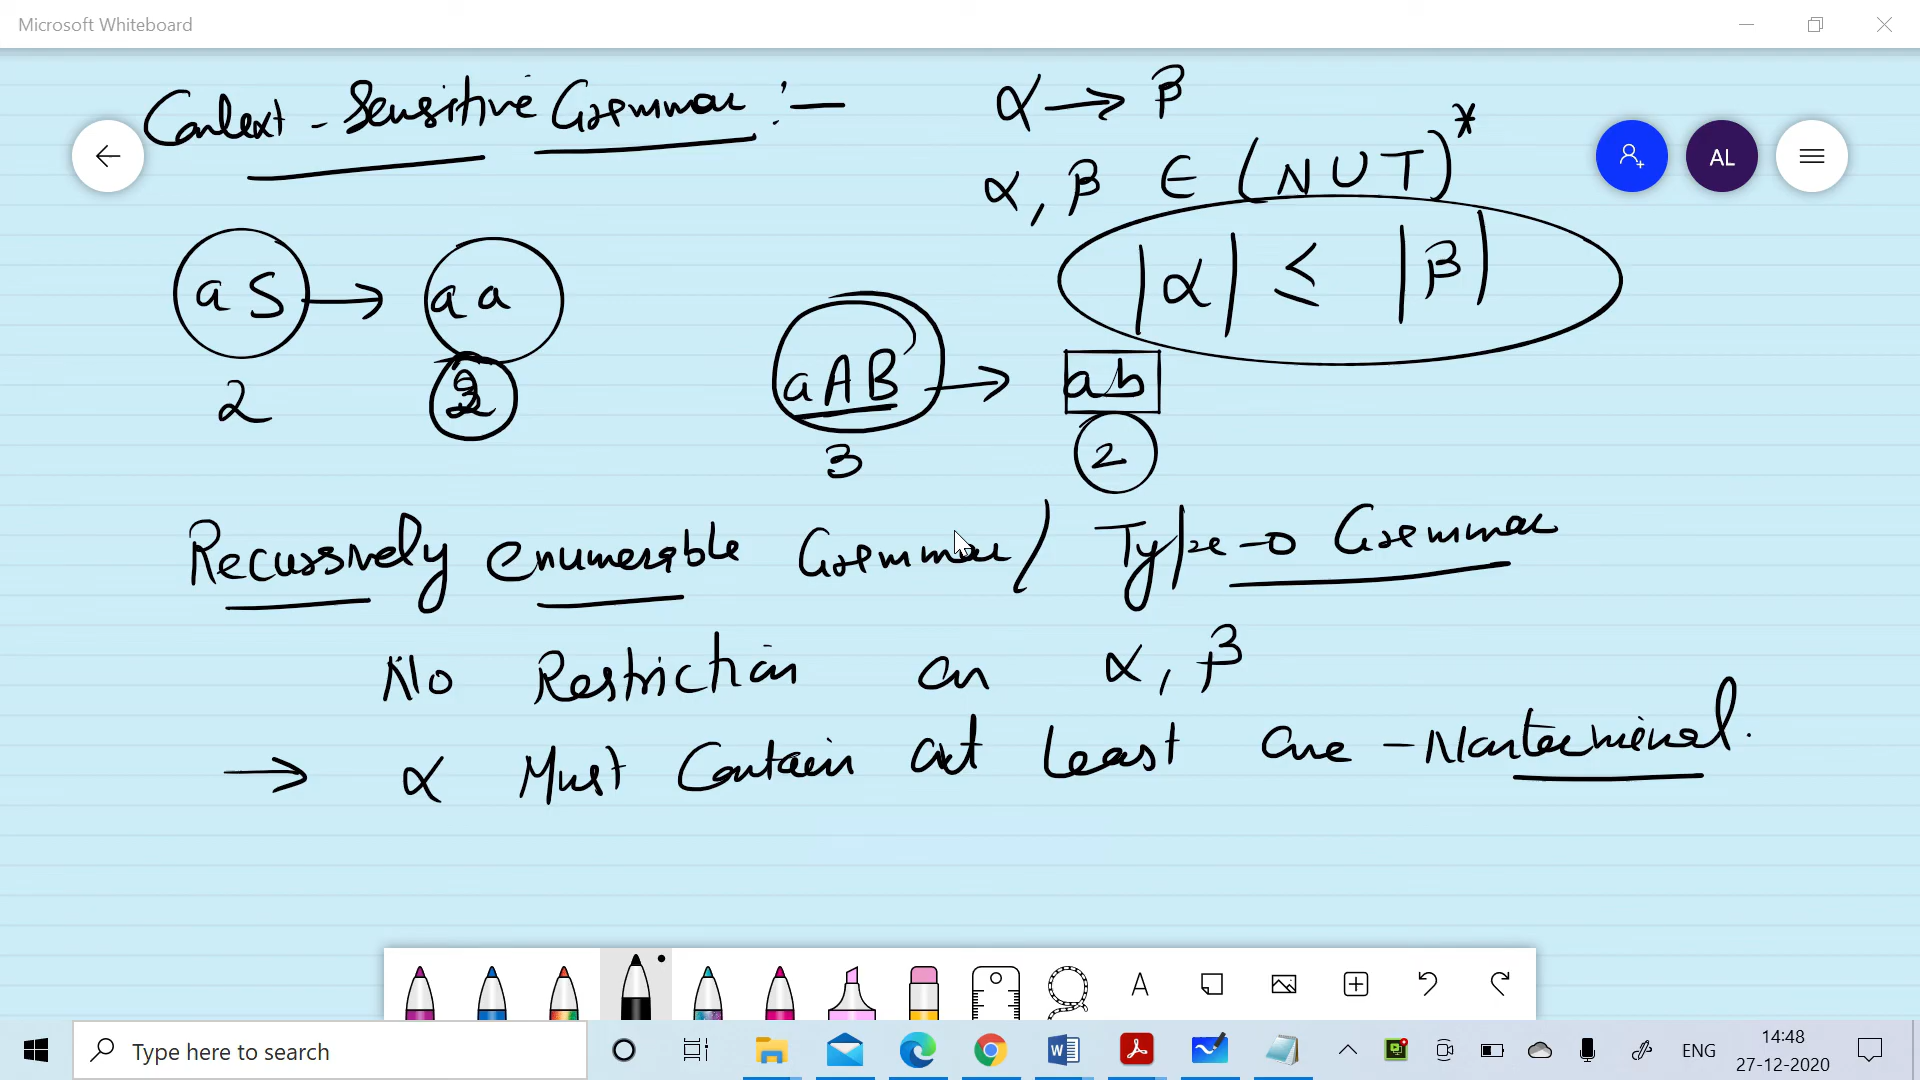 Microsoft Whiteboard
Context - Sensitive Grammar :—
α → β
α, β ∈ (N U T)*
|α| ≤ |β|
AL
aS → aa
2
aAB → ab
3 2
Recursively enumerable Grammar / Type-0 Grammar
No Restriction on α, β
→ α Must Contain at Least one -Nonterminal.
Type here to search
ENG
14:48
27-12-2020